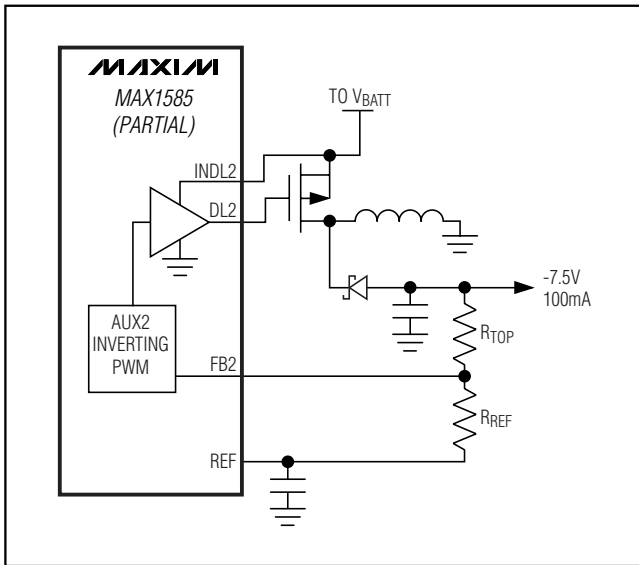 MAXIM
MAX1585
(PARTIAL)
TO VBATT
INDL2
DL2
-7.5V
100mA
AUX2
INVERTING
PWM
RTOP
FB2
RREF
REF